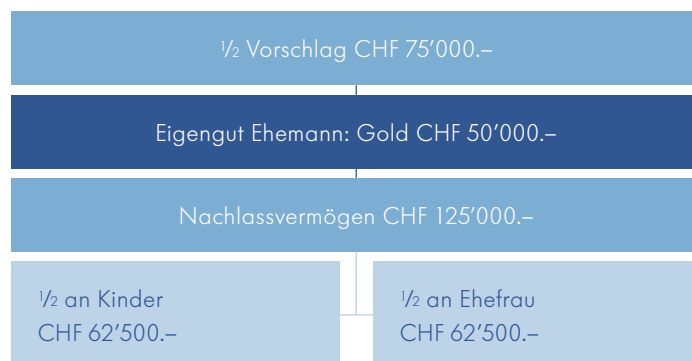 ½ Vorschlag CHF 75’000.–
Eigengut Ehemann: Gold CHF 50’000.–
Nachlassvermögen CHF 125’000.–
½ an Kinder
CHF 62’500.–
½ an Ehefrau
CHF 62’500.–